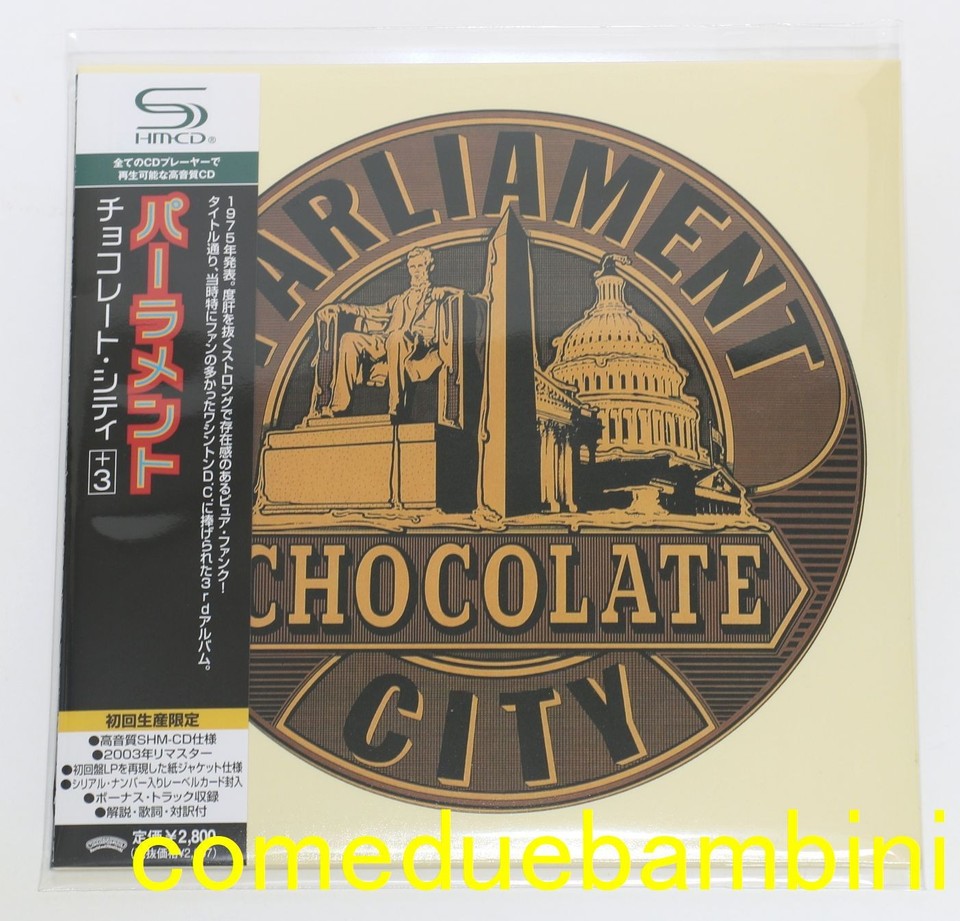 SHM-CD®
全てのCDプレーヤーで
再生可能な高音質CD
パーラメント
チョコレート・シティ +3
1975年発表。度肝を抜くストロングで存在感のあるピュア・ファンク!
タイトル通り、当時特にファンの多かったワシントンD.C.に捧げられた3rdアルバム。
初回生産限定
●高音質SHM-CD仕様
●2003年リマスター
●初回盤LPを再現した紙ジャケット仕様
●シリアル・ナンバー入りレーベルカード封入
●ボーナス・トラック収録
●解説・歌詞・対訳付
定価¥2,800
PARLIAMENT
CHOCOLATE
CITY
comeduebambini